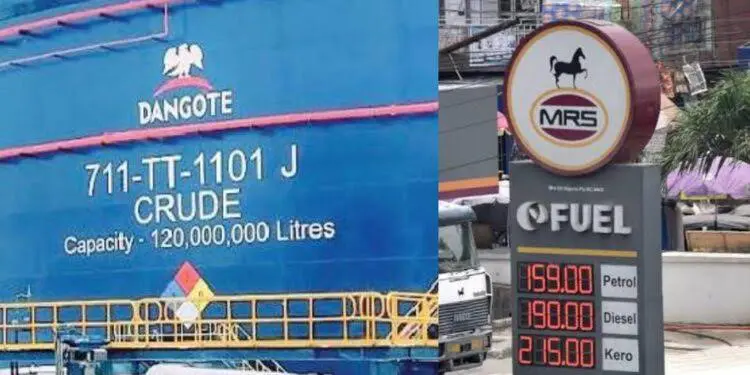 DANGOTE
711-TT-1101 J
CRUDE
Capacity - 120,000,000 Litres
MRS
FUEL
159.00 Petrol
190.00 Diesel
215.00 Kero